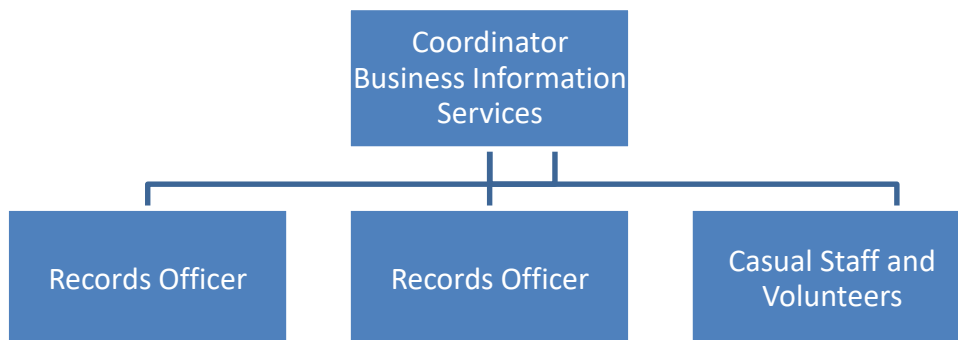 Coordinator
Business Information
Services
Records Officer
Records Officer
Casual Staff and
Volunteers